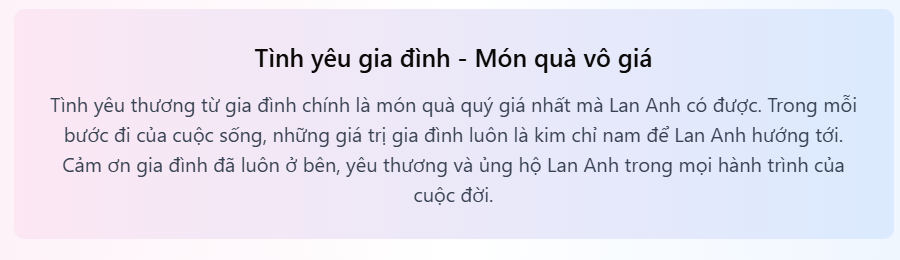 Tình yêu gia đình - Món quà vô giá
Tình yêu thương từ gia đình chính là món quà quý giá nhất mà Lan Anh có được. Trong mỗi
bước đi của cuộc sống, những giá trị gia đình luôn là kim chỉ nam để Lan Anh hướng tới.
Cảm ơn gia đình đã luôn ở bên, yêu thương và ủng hộ Lan Anh trong mọi hành trình của
cuộc đời.